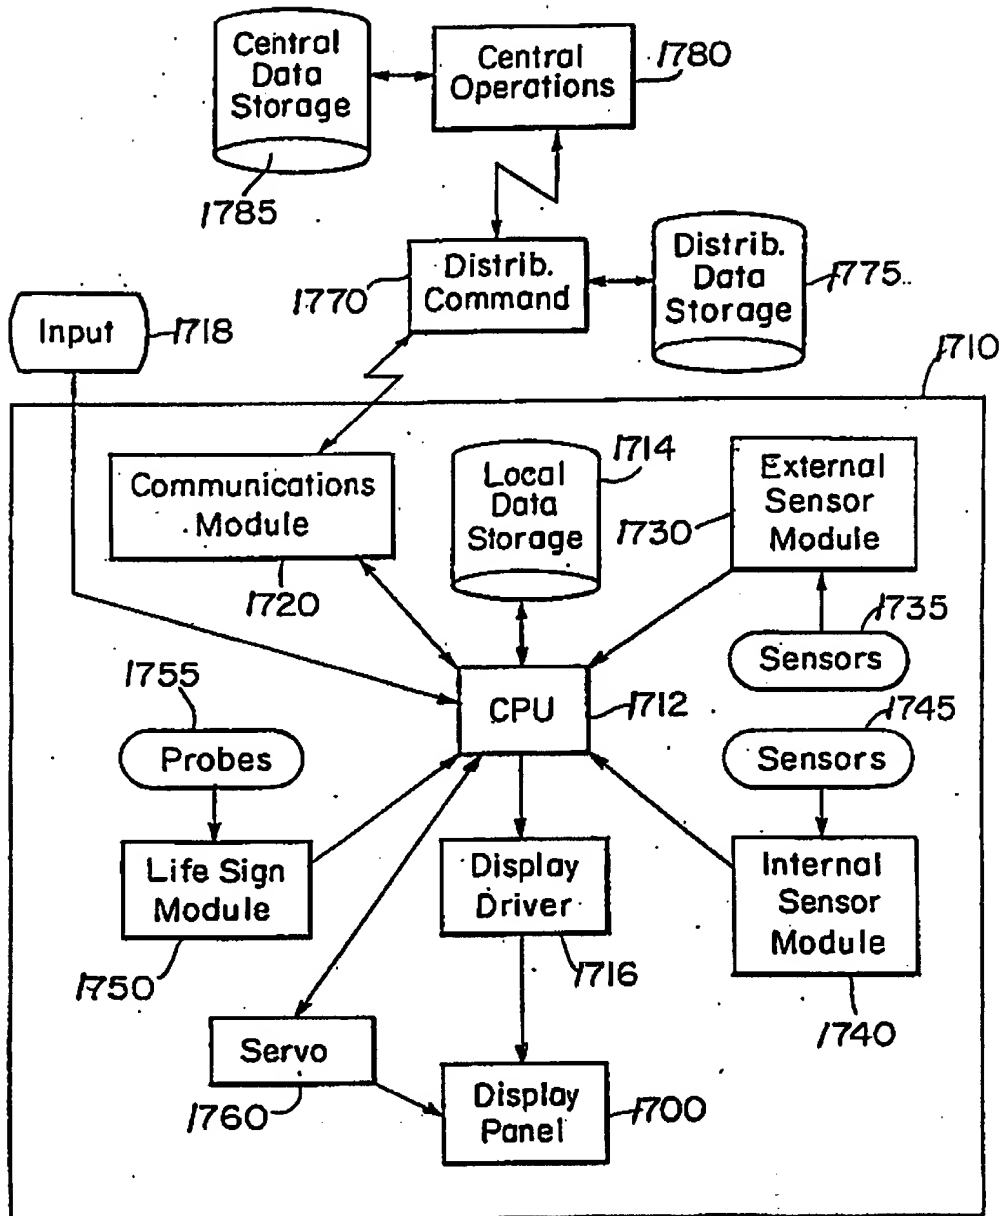 Central
Data
Storage
1785
Central
Operations
1780
Distrib.
Command
1770
Distrib.
Data
Storage
1775
Input
1718
1710
Communications
Module
1720
Local
Data
Storage
1714
External
Sensor
Module
1730
Sensors
1735
Probes
1755
CPU
1712
Sensors
1745
Life Sign
Module
1750
Display
Driver
1716
Internal
Sensor
Module
1740
Servo
1760
Display
Panel
1700